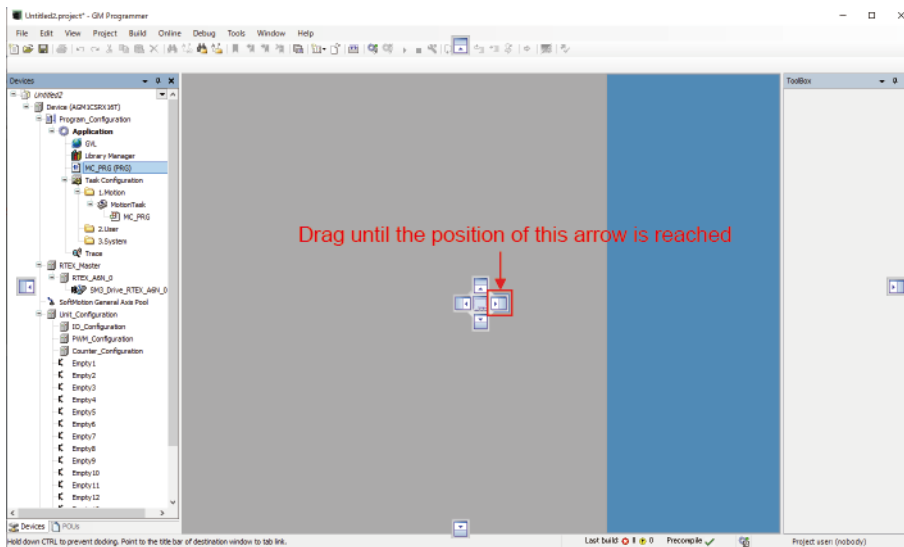 Untitled2.project* - GM Programmer
File Edit View Project Build Online Debug Tools Window Help
Devices
Untitled2
Device (AGM1CSRX16T)
Program_Configuration
Application
GVL
Library Manager
MC_PRG (PRG)
Task Configuration
1.Motion
MotionTask
MC_PRG
2.User
3.System
Trace
RTEX_Master
RTEX_A6N_0
SM3_Drive_RTEX_A6N_0
SoftMotion General Axis Pool
Unit_Configuration
IO_Configuration
PWM_Configuration
Counter_Configuration
Empty1
Empty2
Empty3
Empty4
Empty5
Empty6
Empty7
Empty8
Empty9
Empty10
Empty11
Empty12
Devices POUs
Drag until the position of this arrow is reached
ToolBox
Hold down CTRL to prevent docking. Point to the title bar of destination window to tab link.
Last build 0 0 Precompile
Project user: (nobody)